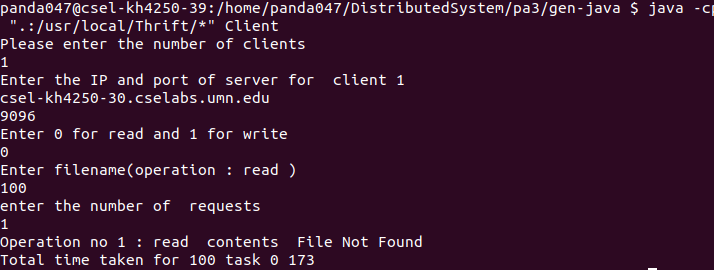 panda047@csel-kh4250-39:/home/panda047/DistributedSystem/pa3/gen-java $ java -cp
".:/usr/local/Thrift/*" Client
Please enter the number of clients
1
Enter the IP and port of server for  client 1
csel-kh4250-30.cselabs.umn.edu
9096
Enter 0 for read and 1 for write
0
Enter filename(operation : read )
100
enter the number of  requests
1
Operation no 1 : read  contents  File Not Found
Total time taken for 100 task 0 173